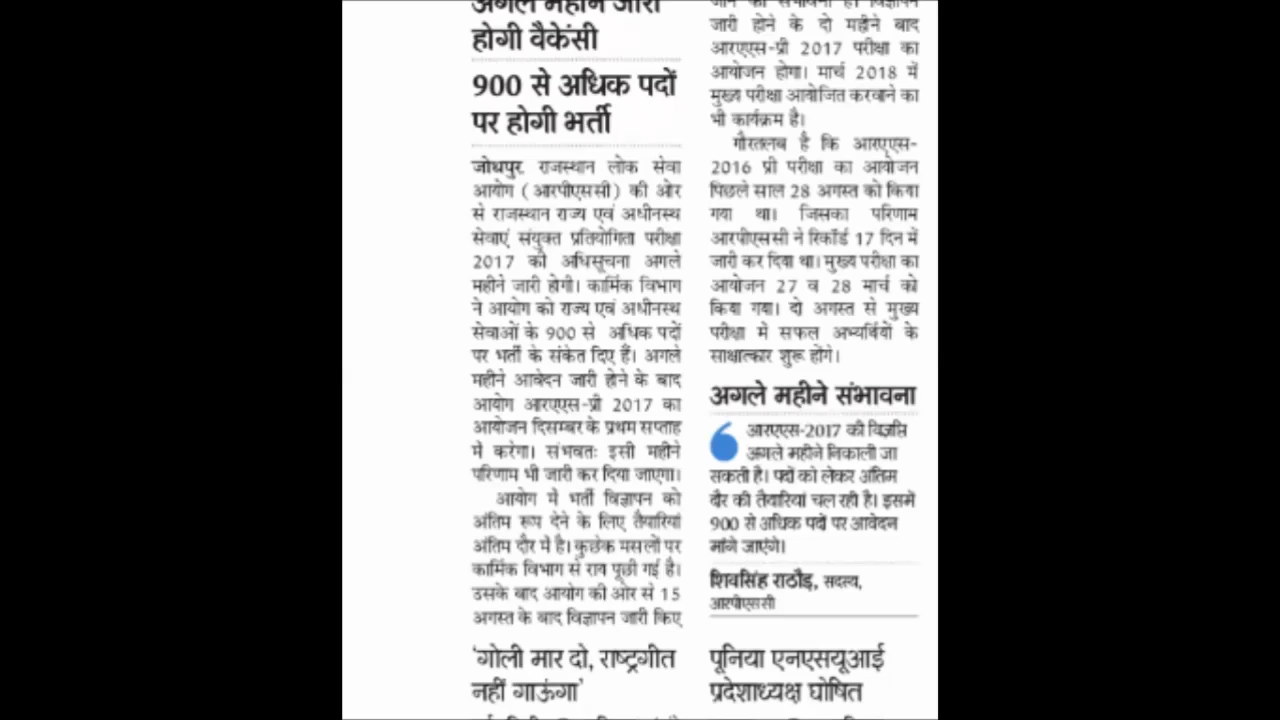 अगले महीने जारी
होगी वैकेंसी
900 से अधिक पदों
पर होगी भर्ती
जोधपुर. राजस्थान लोक सेवा
आयोग (आरपीएससी) की ओर
से राजस्थान राज्य एवं अधीनस्थ
सेवाएं संयुक्त प्रतियोगिता परीक्षा
2017 की अधिसूचना अगले
महीने जारी होगी। कार्मिक विभाग
ने आयोग को राज्य एवं अधीनस्थ
सेवाओं के 900 से अधिक पदों
पर भर्ती के संकेत दिए हैं। अगले
महीने आवेदन जारी होने के बाद
आयोग आरएएस-प्री 2017 का
आयोजन दिसम्बर के प्रथम सप्ताह
में करेगा। संभवतः इसी महीने
परिणाम भी जारी कर दिया जाएगा।
आयोग में भर्ती विज्ञापन को
अंतिम रूप देने के लिए तैयारियां
अंतिम दौर में है। कुछेक मसलों पर
कार्मिक विभाग से राय पूछी गई है।
उसके बाद आयोग की ओर से 15
अगस्त के बाद विज्ञापन जारी किए
जाने की संभावना है। विज्ञापन
जारी होने के दो महीने बाद
आरएएस-प्री 2017 परीक्षा का
आयोजन होगा। मार्च 2018 में
मुख्य परीक्षा आयोजित करवाने का
भी कार्यक्रम है।
गौरतलब है कि आरएएस-
2016 प्री परीक्षा का आयोजन
पिछले साल 28 अगस्त को किया
गया था। जिसका परिणाम
आरपीएससी ने रिकॉर्ड 17 दिन में
जारी कर दिया था। मुख्य परीक्षा का
आयोजन 27 व 28 मार्च को
किया गया। दो अगस्त से मुख्य
परीक्षा में सफल अभ्यर्थियों के
साक्षात्कार शुरू होंगे।
अगले महीने संभावना
आरएएस-2017 की विज्ञप्ति
अगले महीने निकाली जा
सकती है। पदों को लेकर अंतिम
दौर की तैयारियां चल रही है। इसमें
900 से अधिक पदों पर आवेदन
मांगे जाएंगे।
शिवसिंह राठौड़, सदस्य,
आरपीएससी
'गोली मार दो, राष्ट्रगीत
नहीं गाऊंगा'
पूनिया एनएसयूआई
प्रदेशाध्यक्ष घोषित